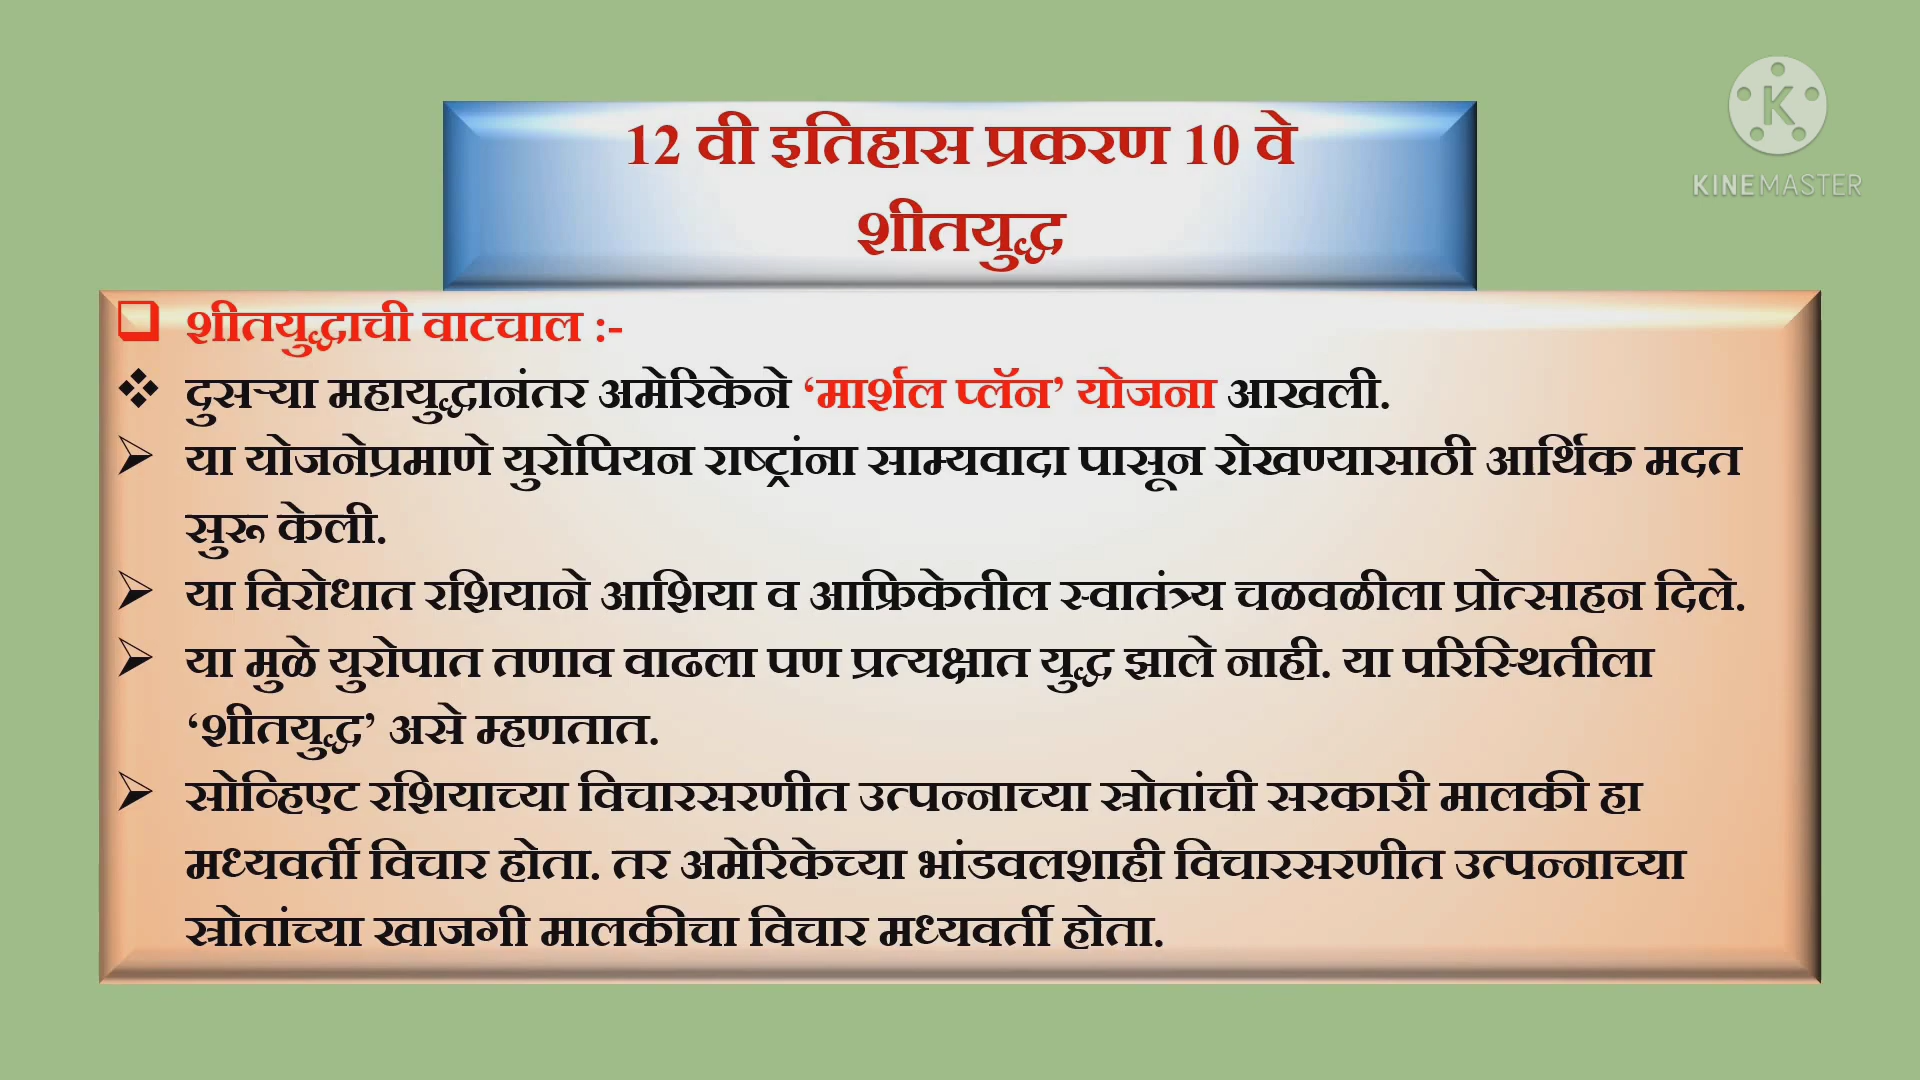 12 वी इतिहास प्रकरण 10 वे
शीतयुद्ध
KINEMASTER
शीतयुद्धाची वाटचाल :-
दुसऱ्या महायुद्धानंतर अमेरिकेने ‘मार्शल प्लॅन’ योजना आखली.
या योजनेप्रमाणे युरोपियन राष्ट्रांना साम्यवादा पासून रोखण्यासाठी आर्थिक मदत
सुरू केली.
या विरोधात रशियाने आशिया व आफ्रिकेतील स्वातंत्र्य चळवळीला प्रोत्साहन दिले.
या मुळे युरोपात तणाव वाढला पण प्रत्यक्षात युद्ध झाले नाही. या परिस्थितीला
‘शीतयुद्ध’ असे म्हणतात.
सोव्हिएट रशियाच्या विचारसरणीत उत्पन्नाच्या स्रोतांची सरकारी मालकी हा
मध्यवर्ती विचार होता. तर अमेरिकेच्या भांडवलशाही विचारसरणीत उत्पन्नाच्या
स्रोतांच्या खाजगी मालकीचा विचार मध्यवर्ती होता.